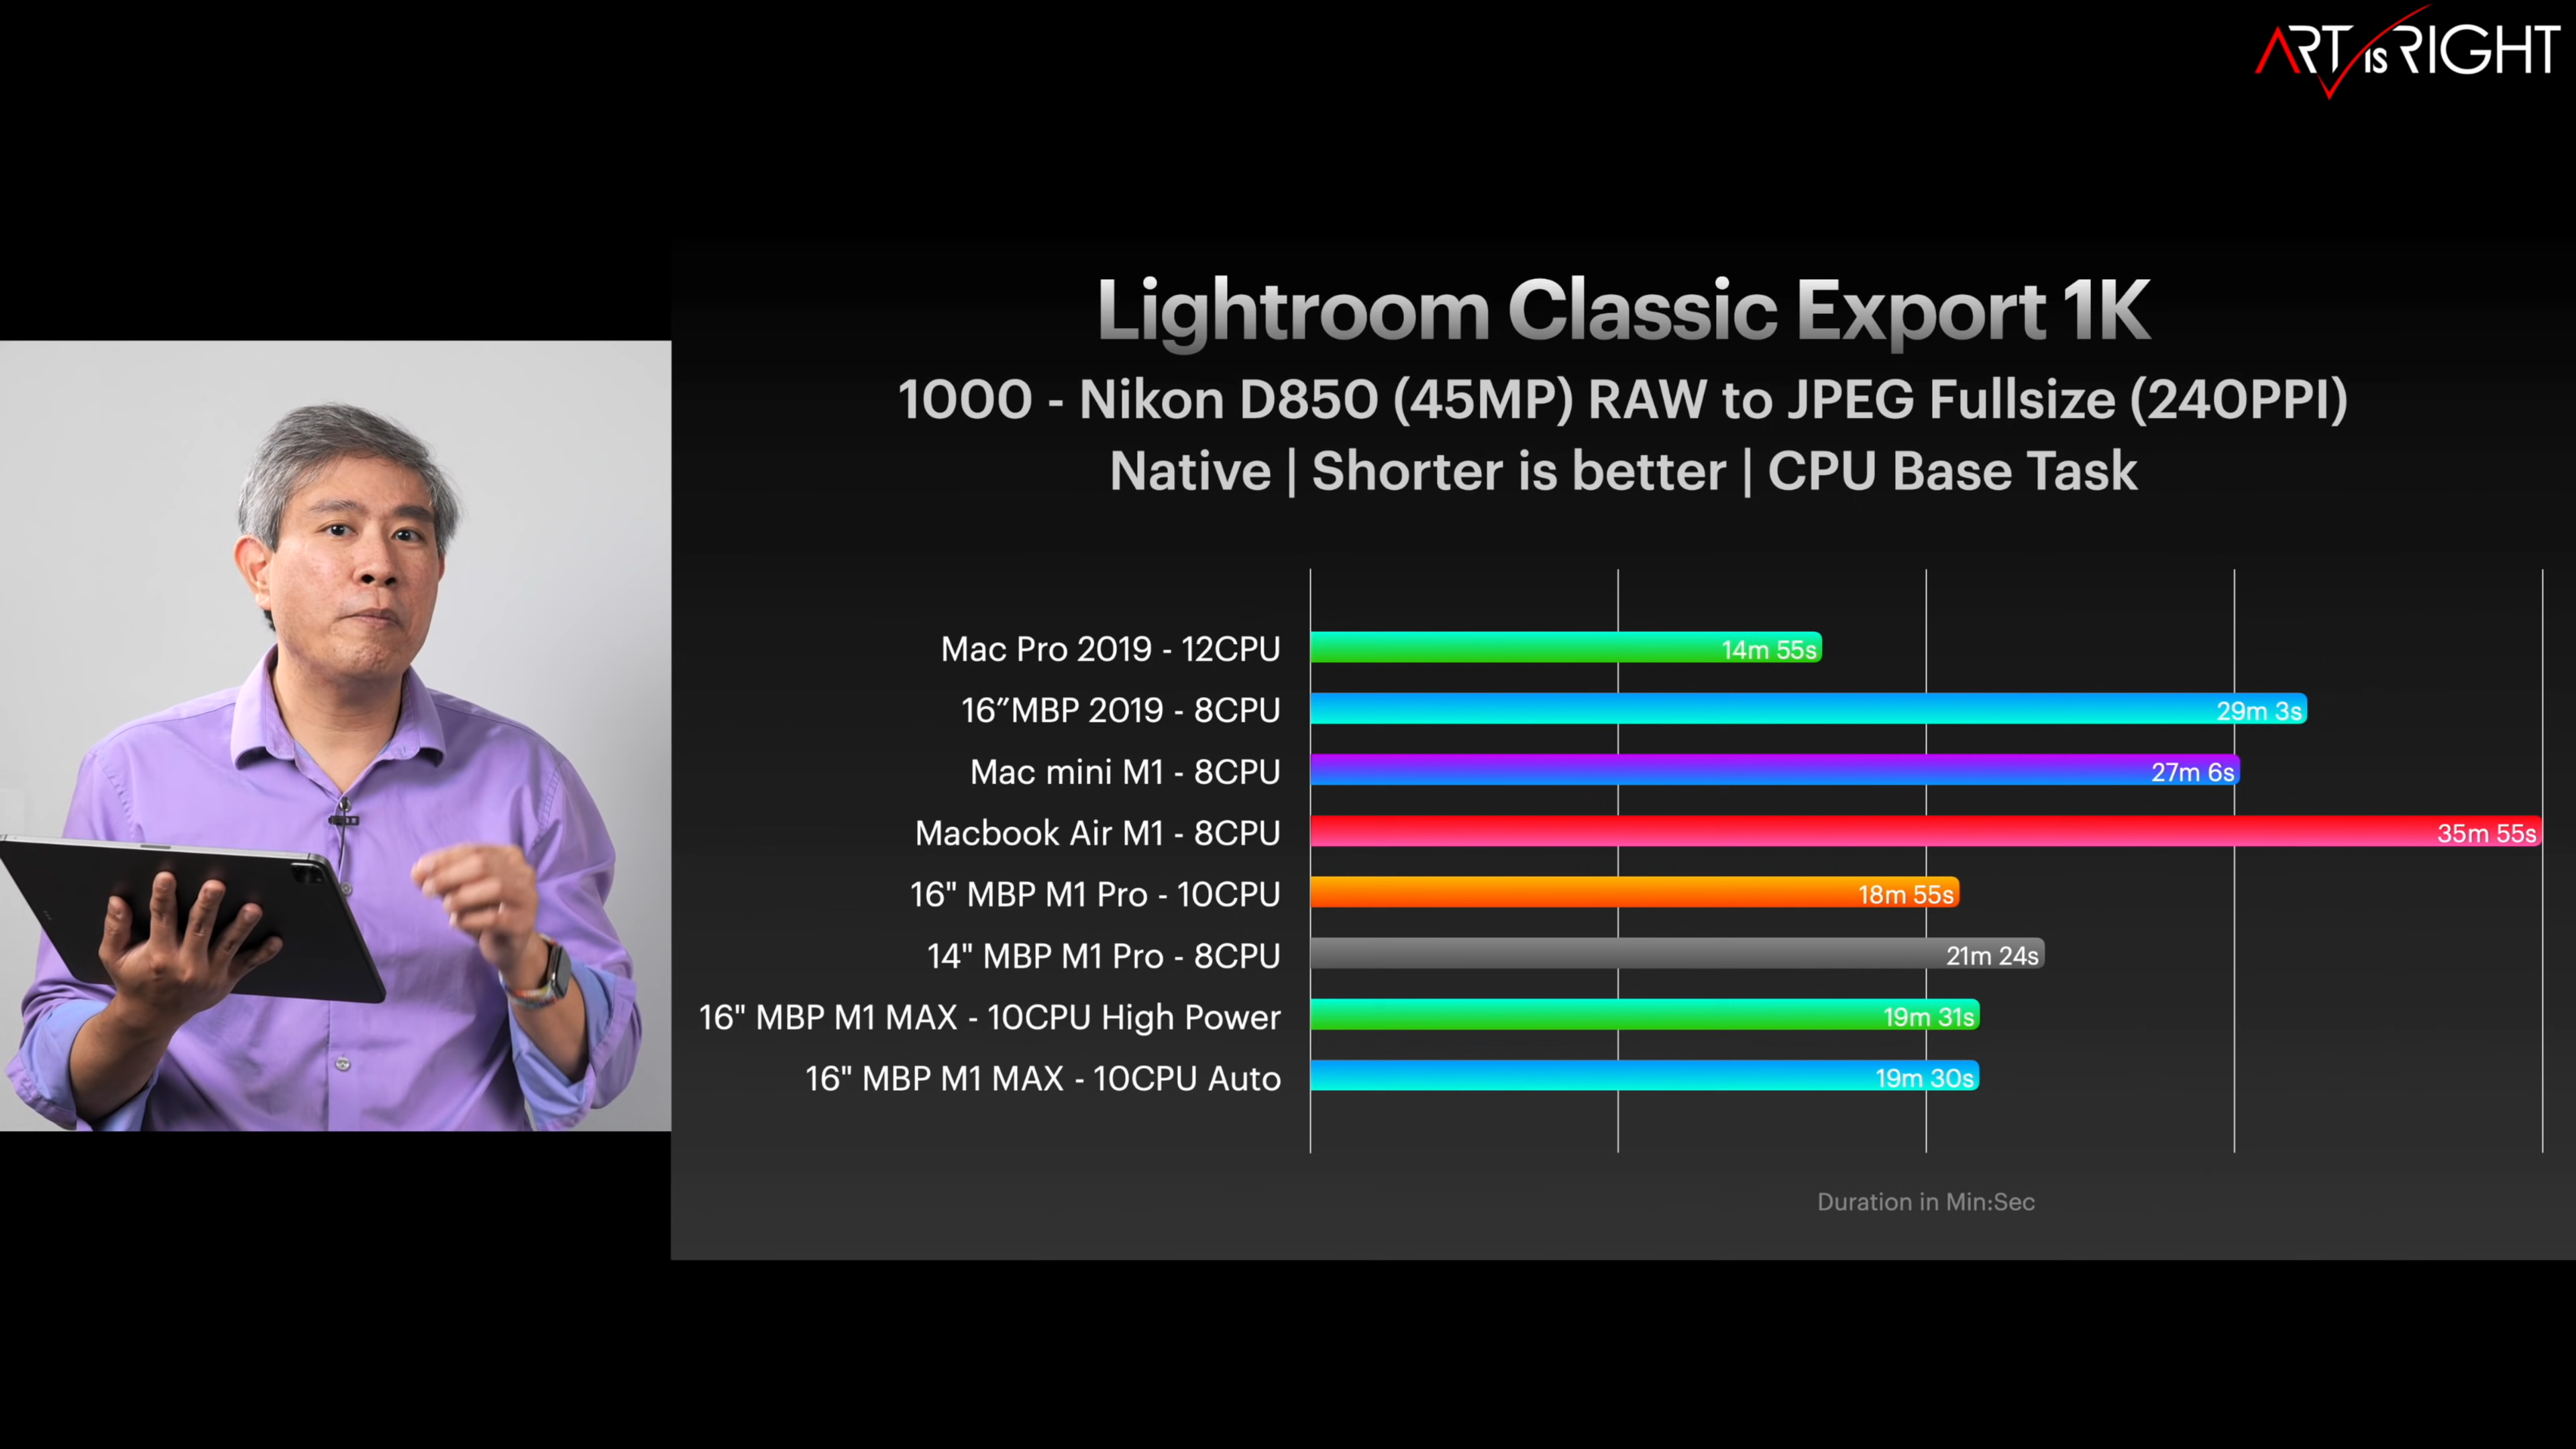 ART IS RIGHT
Lightroom Classic Export 1K
1000 - Nikon D850 (45MP) RAW to JPEG Fullsize (240PPI)
Native | Shorter is better | CPU Base Task
Mac Pro 2019 - 12CPU 14m 55s
16″MBP 2019 - 8CPU 29m 3s
Mac mini M1 - 8CPU 27m 6s
Macbook Air M1 - 8CPU 35m 55s
16" MBP M1 Pro - 10CPU 18m 55s
14" MBP M1 Pro - 8CPU 21m 24s
16" MBP M1 MAX - 10CPU High Power 19m 31s
16" MBP M1 MAX - 10CPU Auto 19m 30s
Duration in Min:Sec